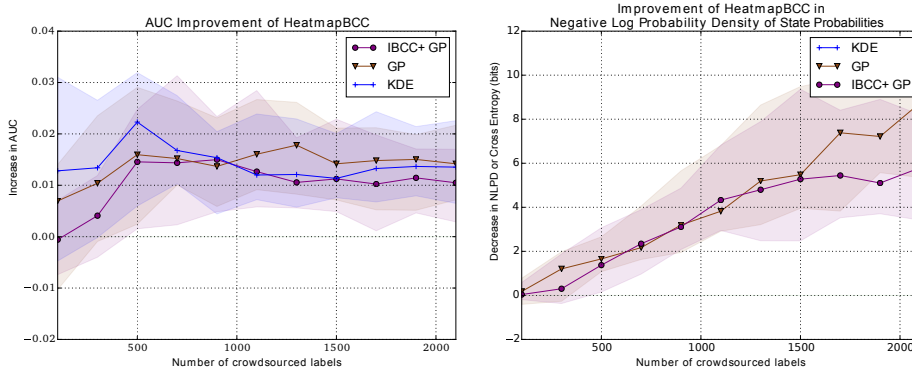 AUC Improvement of HeatmapBCC
0.04
0.03
0.02
0.01
0.00
−0.01
−0.02
Increase in AUC
IBCC+ GP
GP
KDE
500
1000
1500
2000
Number of crowdsourced labels
Improvement of HeatmapBCC in
Negative Log Probability Density of State Probabilities
12
10
8
6
4
2
0
−2
Decrease in NLPD or Cross Entropy (bits)
KDE
GP
IBCC+ GP
500
1000
1500
2000
Number of crowdsourced labels